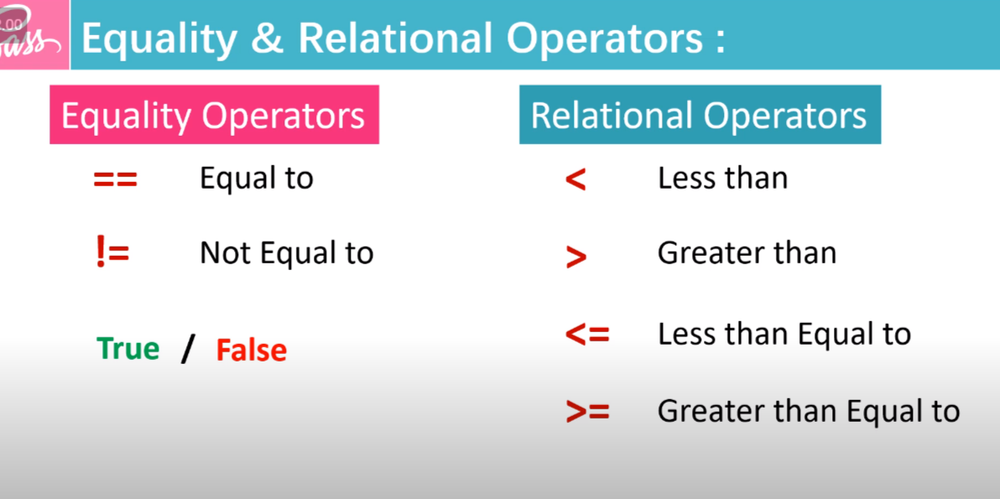 Equality & Relational Operators :
Equality Operators
== Equal to
!= Not Equal to
True / False
Relational Operators
< Less than
> Greater than
<= Less than Equal to
>= Greater than Equal to